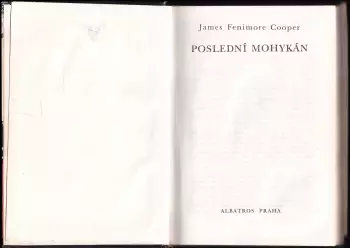 James Fenimore Cooper
POSLEDNÍ MOHYKÁN
ALBATROS PRAHA